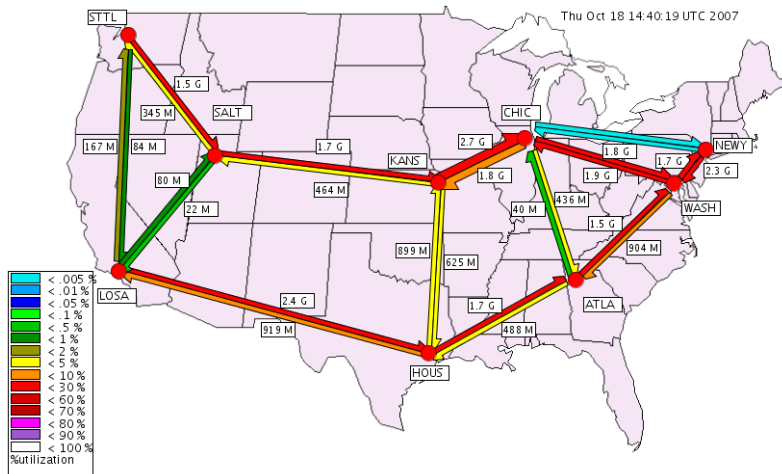 Thu Oct 18 14:40:19 UTC 2007
STTL
1.5 G
345 M
SALT
CHIC
167 M
84 M
1.7 G
2.7 G
1.8 G
NEWY
KANS
1.7 G
2.3 G
80 M
464 M
1.8 G
1.9 G
22 M
40 M
436 M
WASH
1.5 G
899 M
904 M
625 M
LOSA
2.4 G
1.7 G
ATLA
919 M
488 M
HOUS
< .005 %
< .01 %
< .05 %
< .1 %
< .5 %
< 1 %
< 2 %
< 5 %
< 10 %
< 30 %
< 60 %
< 70 %
< 80 %
< 90 %
< 100 %
%utilization